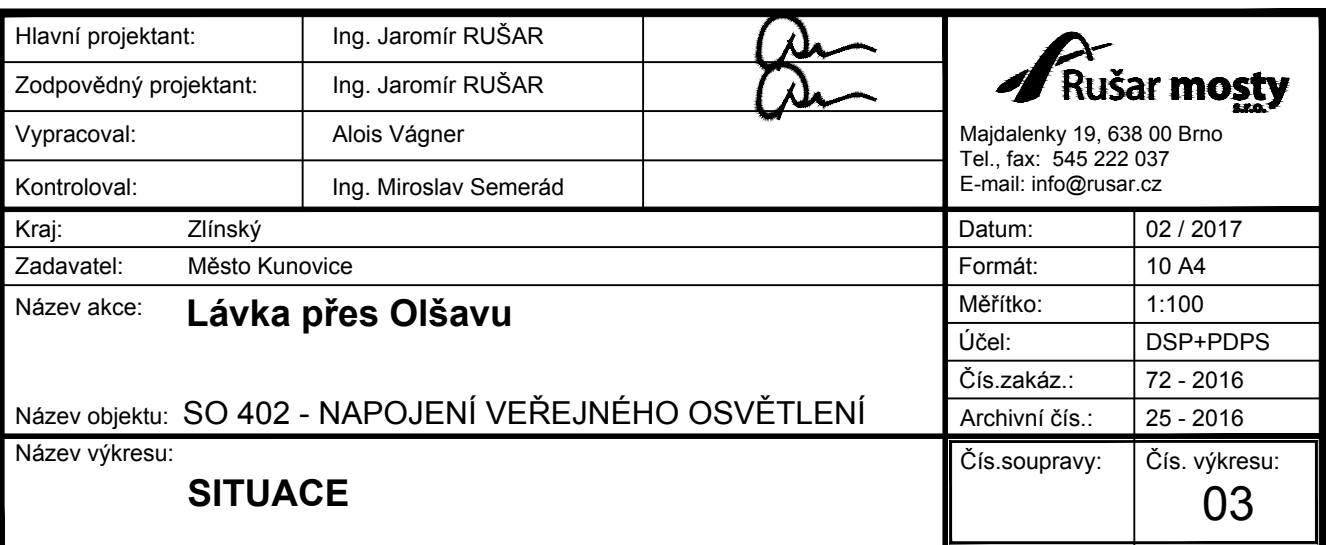 Hlavní projektant: Ing. Jaromír RUŠAR
Zodpovědný projektant: Ing. Jaromír RUŠAR
Vypracoval: Alois Vágner
Kontroloval: Ing. Miroslav Semerád
Rušar mosty
s.r.o.
Majdalenky 19, 638 00 Brno
Tel., fax: 545 222 037
E-mail: info@rusar.cz
Kraj: Zlínský
Zadavatel: Město Kunovice
Název akce: Lávka přes Olšavu
Název objektu: SO 402 - NAPOJENÍ VEŘEJNÉHO OSVĚTLENÍ
Datum: 02 / 2017
Formát: 10 A4
Měřítko: 1:100
Účel: DSP+PDPS
Čís.zakáz.: 72 - 2016
Archivní čís.: 25 - 2016
Název výkresu:
SITUACE
Čís.soupravy:
Čís. výkresu:
03